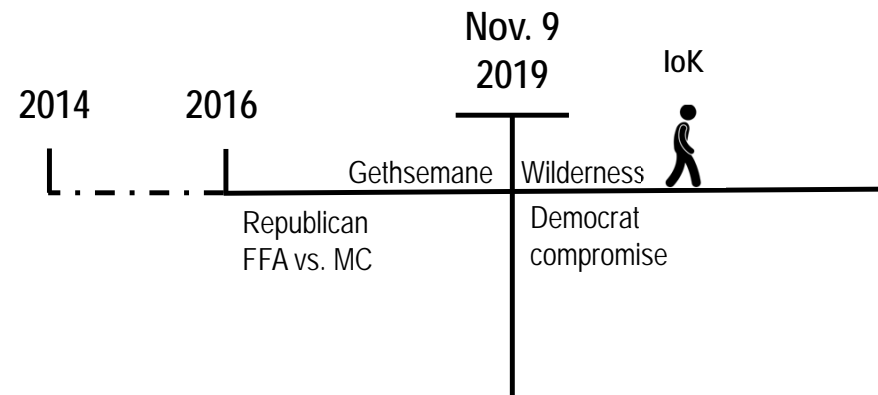 Nov. 9
2019
IoK
2014
2016
Gethsemane
Wilderness
Republican
FFA vs. MC
Democrat
compromise